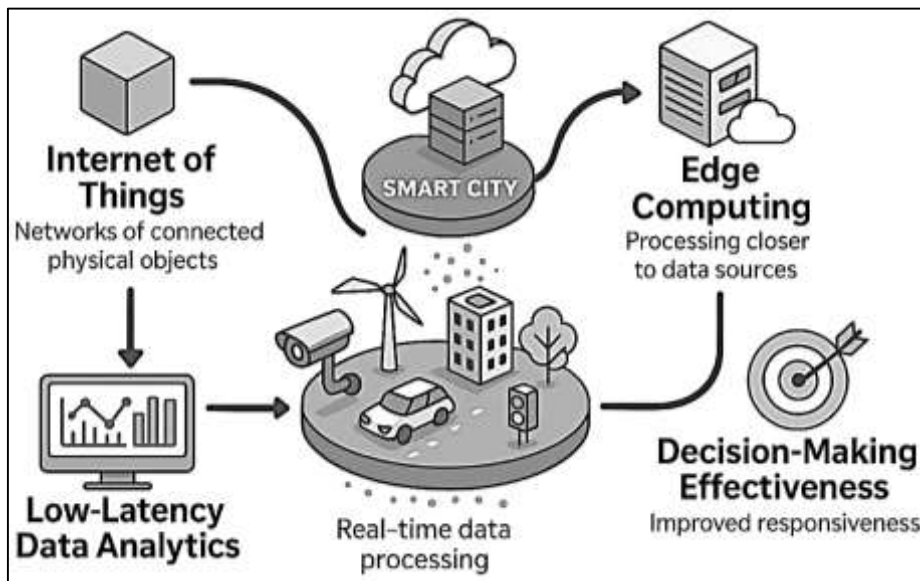 Internet of
Things
Networks of connected
physical objects
SMART CITY
Edge
Computing
Processing closer
to data sources
Low-Latency
Data Analytics
Real-time data
processing
Decision-Making
Effectiveness
Improved responsiveness